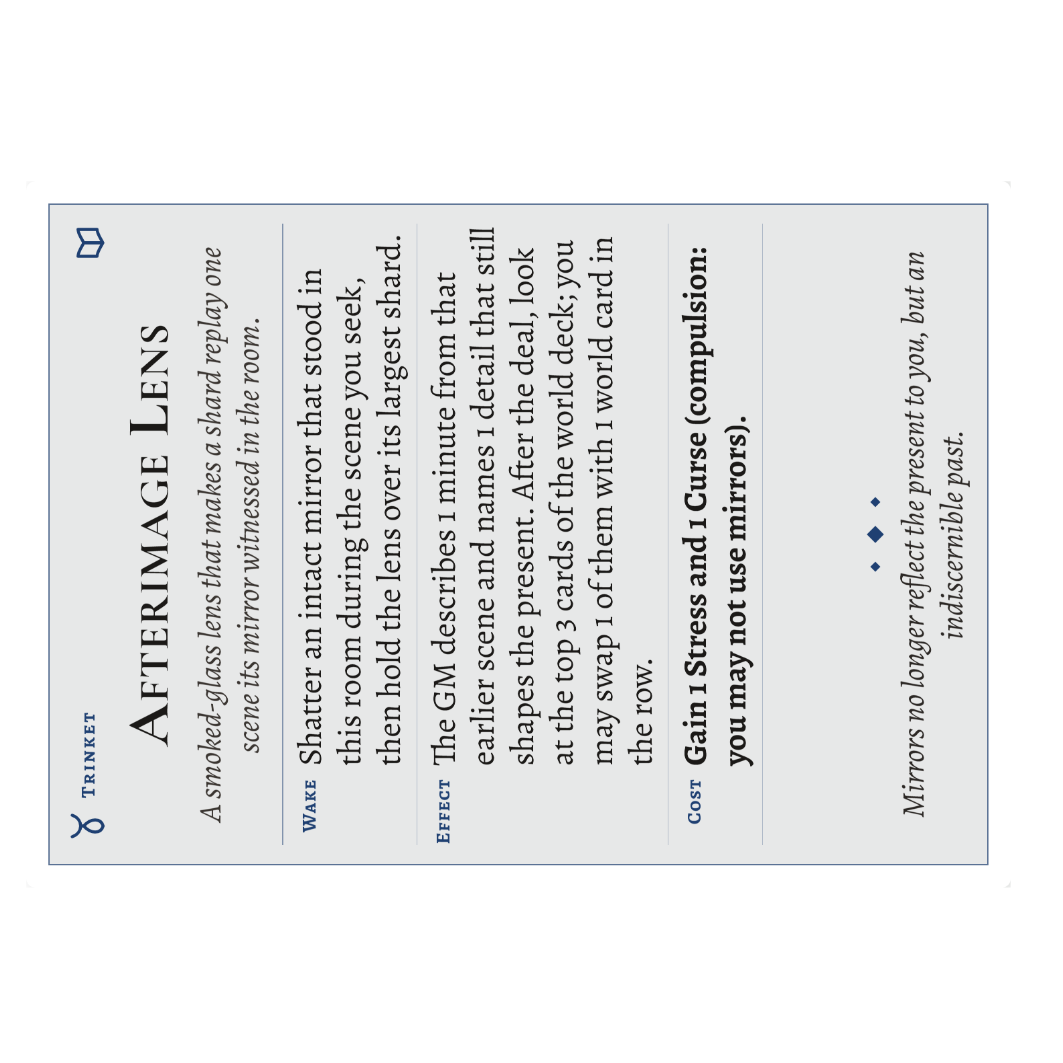 TRINKET
AFTERIMAGE LENS
A smoked-glass lens that makes a shard replay one
scene its mirror witnessed in the room.
WAKE Shatter an intact mirror that stood in
this room during the scene you seek,
then hold the lens over its largest shard.
EFFECT The GM describes 1 minute from that
earlier scene and names 1 detail that still
shapes the present. After the deal, look
at the top 3 cards of the world deck; you
may swap 1 of them with 1 world card in
the row.
COST Gain 1 Stress and 1 Curse (compulsion:
you may not use mirrors).
Mirrors no longer reflect the present to you, but an
indiscernible past.